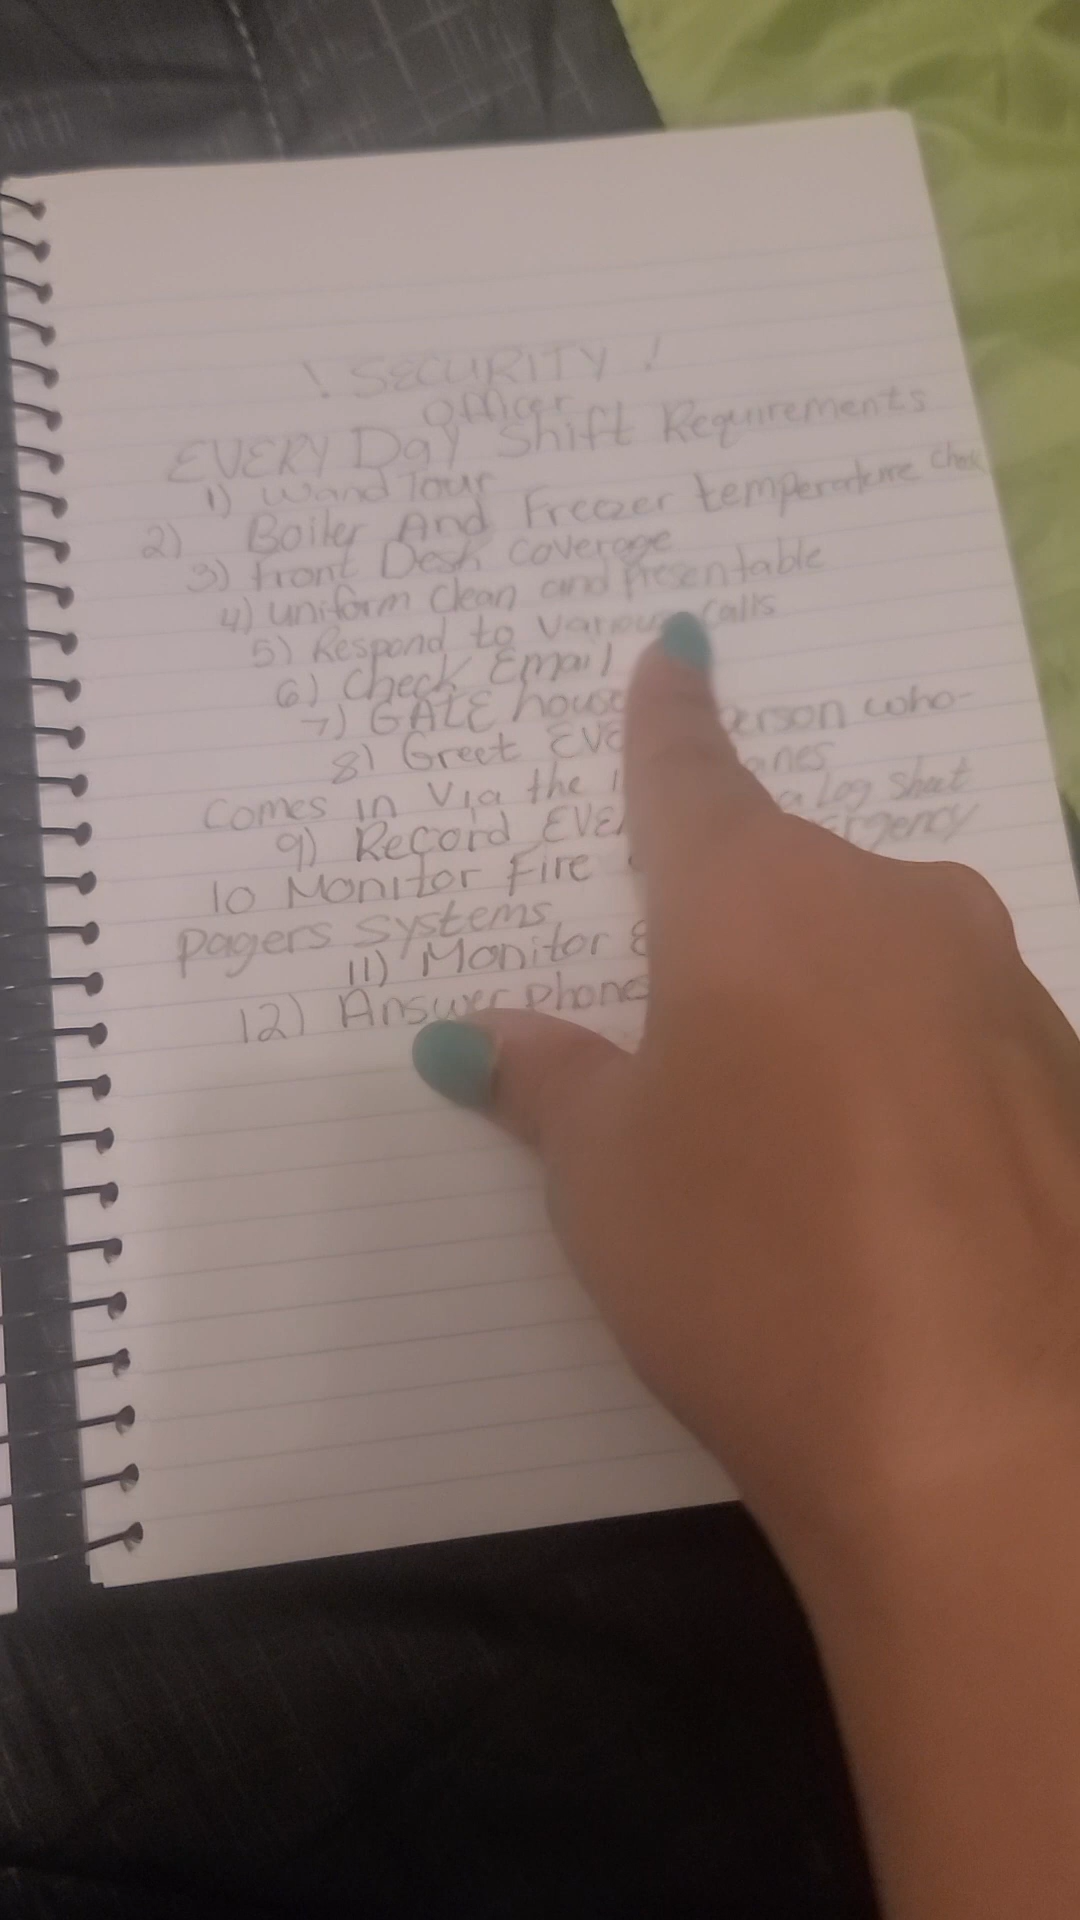 ! SECURITY !
Officer
EVERY Day Shift Requirements
1) Wand Tour
2) Boiler And Freezer temperature Check
3) Front Desk coverage
4) uniform clean and Presentable
5) Respond to various calls
6) Check Email
7) GATE house
8) Greet who-
Comes in Via the
9) Record a Log sheet
10 Monitor Fire
Pagers systems
11) Monitor
12) Answer phones